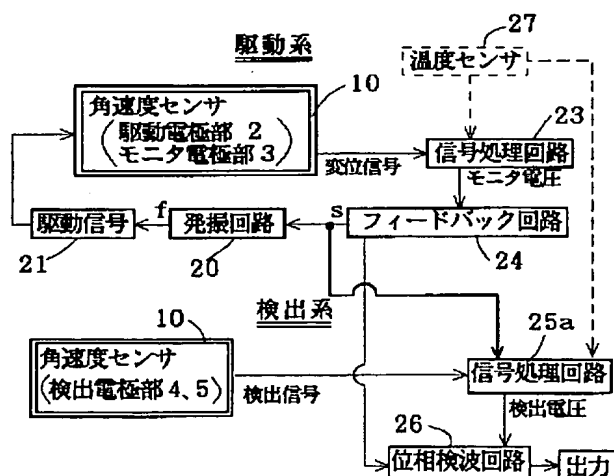 駆動系
27
温度センサ
10
角速度センサ
(駆動電極部 2
モニタ電極部 3)
変位信号
23
信号処理回路
モニタ電圧
駆動信号
21
f
発振回路
20
s
フィードバック回路
24
検出系
10
角速度センサ
(検出電極部 4、5)
検出信号
25a
信号処理回路
検出電圧
26
位相検波回路
出力